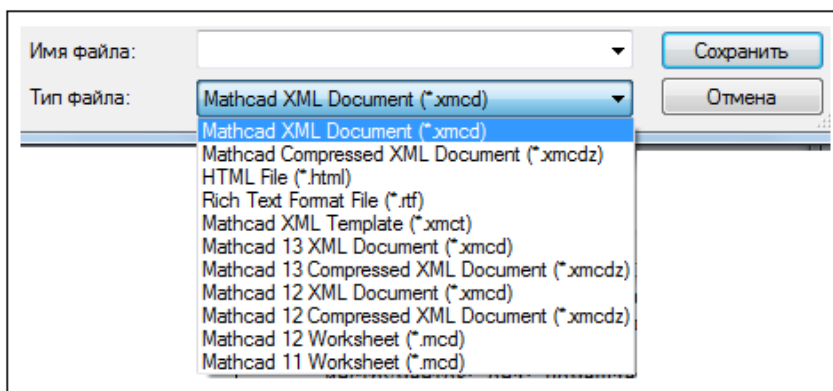 Имя файла:
Сохранить
Тип файла:
Mathcad XML Document (*.xmcd)
Отмена
Mathcad XML Document (*.xmcd)
Mathcad Compressed XML Document (*.xmcdz)
HTML File (*.html)
Rich Text Format File (*.rtf)
Mathcad XML Template (*.xmct)
Mathcad 13 XML Document (*.xmcd)
Mathcad 13 Compressed XML Document (*.xmcdz)
Mathcad 12 XML Document (*.xmcd)
Mathcad 12 Compressed XML Document (*.xmcdz)
Mathcad 12 Worksheet (*.mcd)
Mathcad 11 Worksheet (*.mcd)